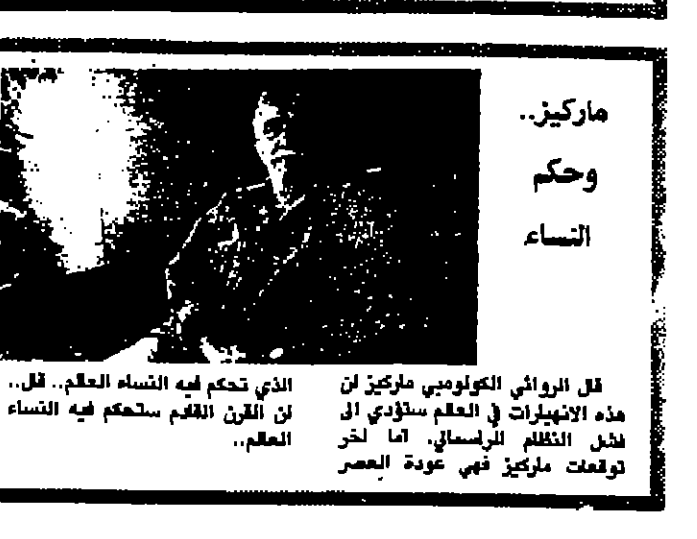 ماركيز..
وحكم
النساء
قال الروائي الكولومبي ماركيز ان
هذه الانهيارات في العالم ستؤدي الى
فشل النظام الراسمالي. اما اخر
توقعات ماركيز فهي عودة العصر
الذي تحكم فيه النساء العالم.. قال..
ان القرن القادم ستحكم فيه النساء
العالم..